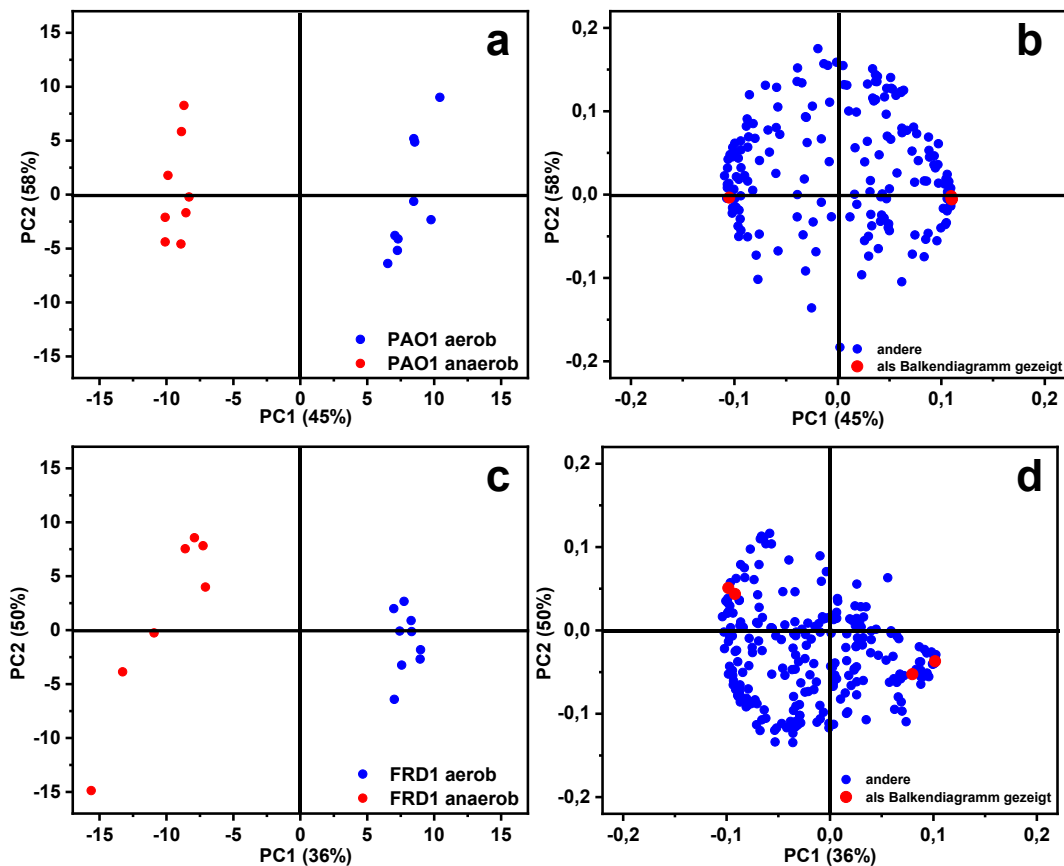 a
15
10
5
0
-5
-10
-15
PC2 (58%)
PAO1 aerob
PAO1 anaerob
-15
-10
-5
0
5
10
15
PC1 (45%)
b
0,2
0,1
0,0
-0,1
-0,2
PC2 (58%)
andere
als Balkendiagramm gezeigt
-0,2
-0,1
0,0
0,1
0,2
PC1 (45%)
c
15
10
5
0
-5
-10
-15
PC2 (50%)
FRD1 aerob
FRD1 anaerob
-15
-10
-5
0
5
10
15
PC1 (36%)
d
0,2
0,1
0,0
-0,1
-0,2
PC2 (50%)
andere
als Balkendiagramm gezeigt
-0,2
-0,1
0,0
0,1
0,2
PC1 (36%)